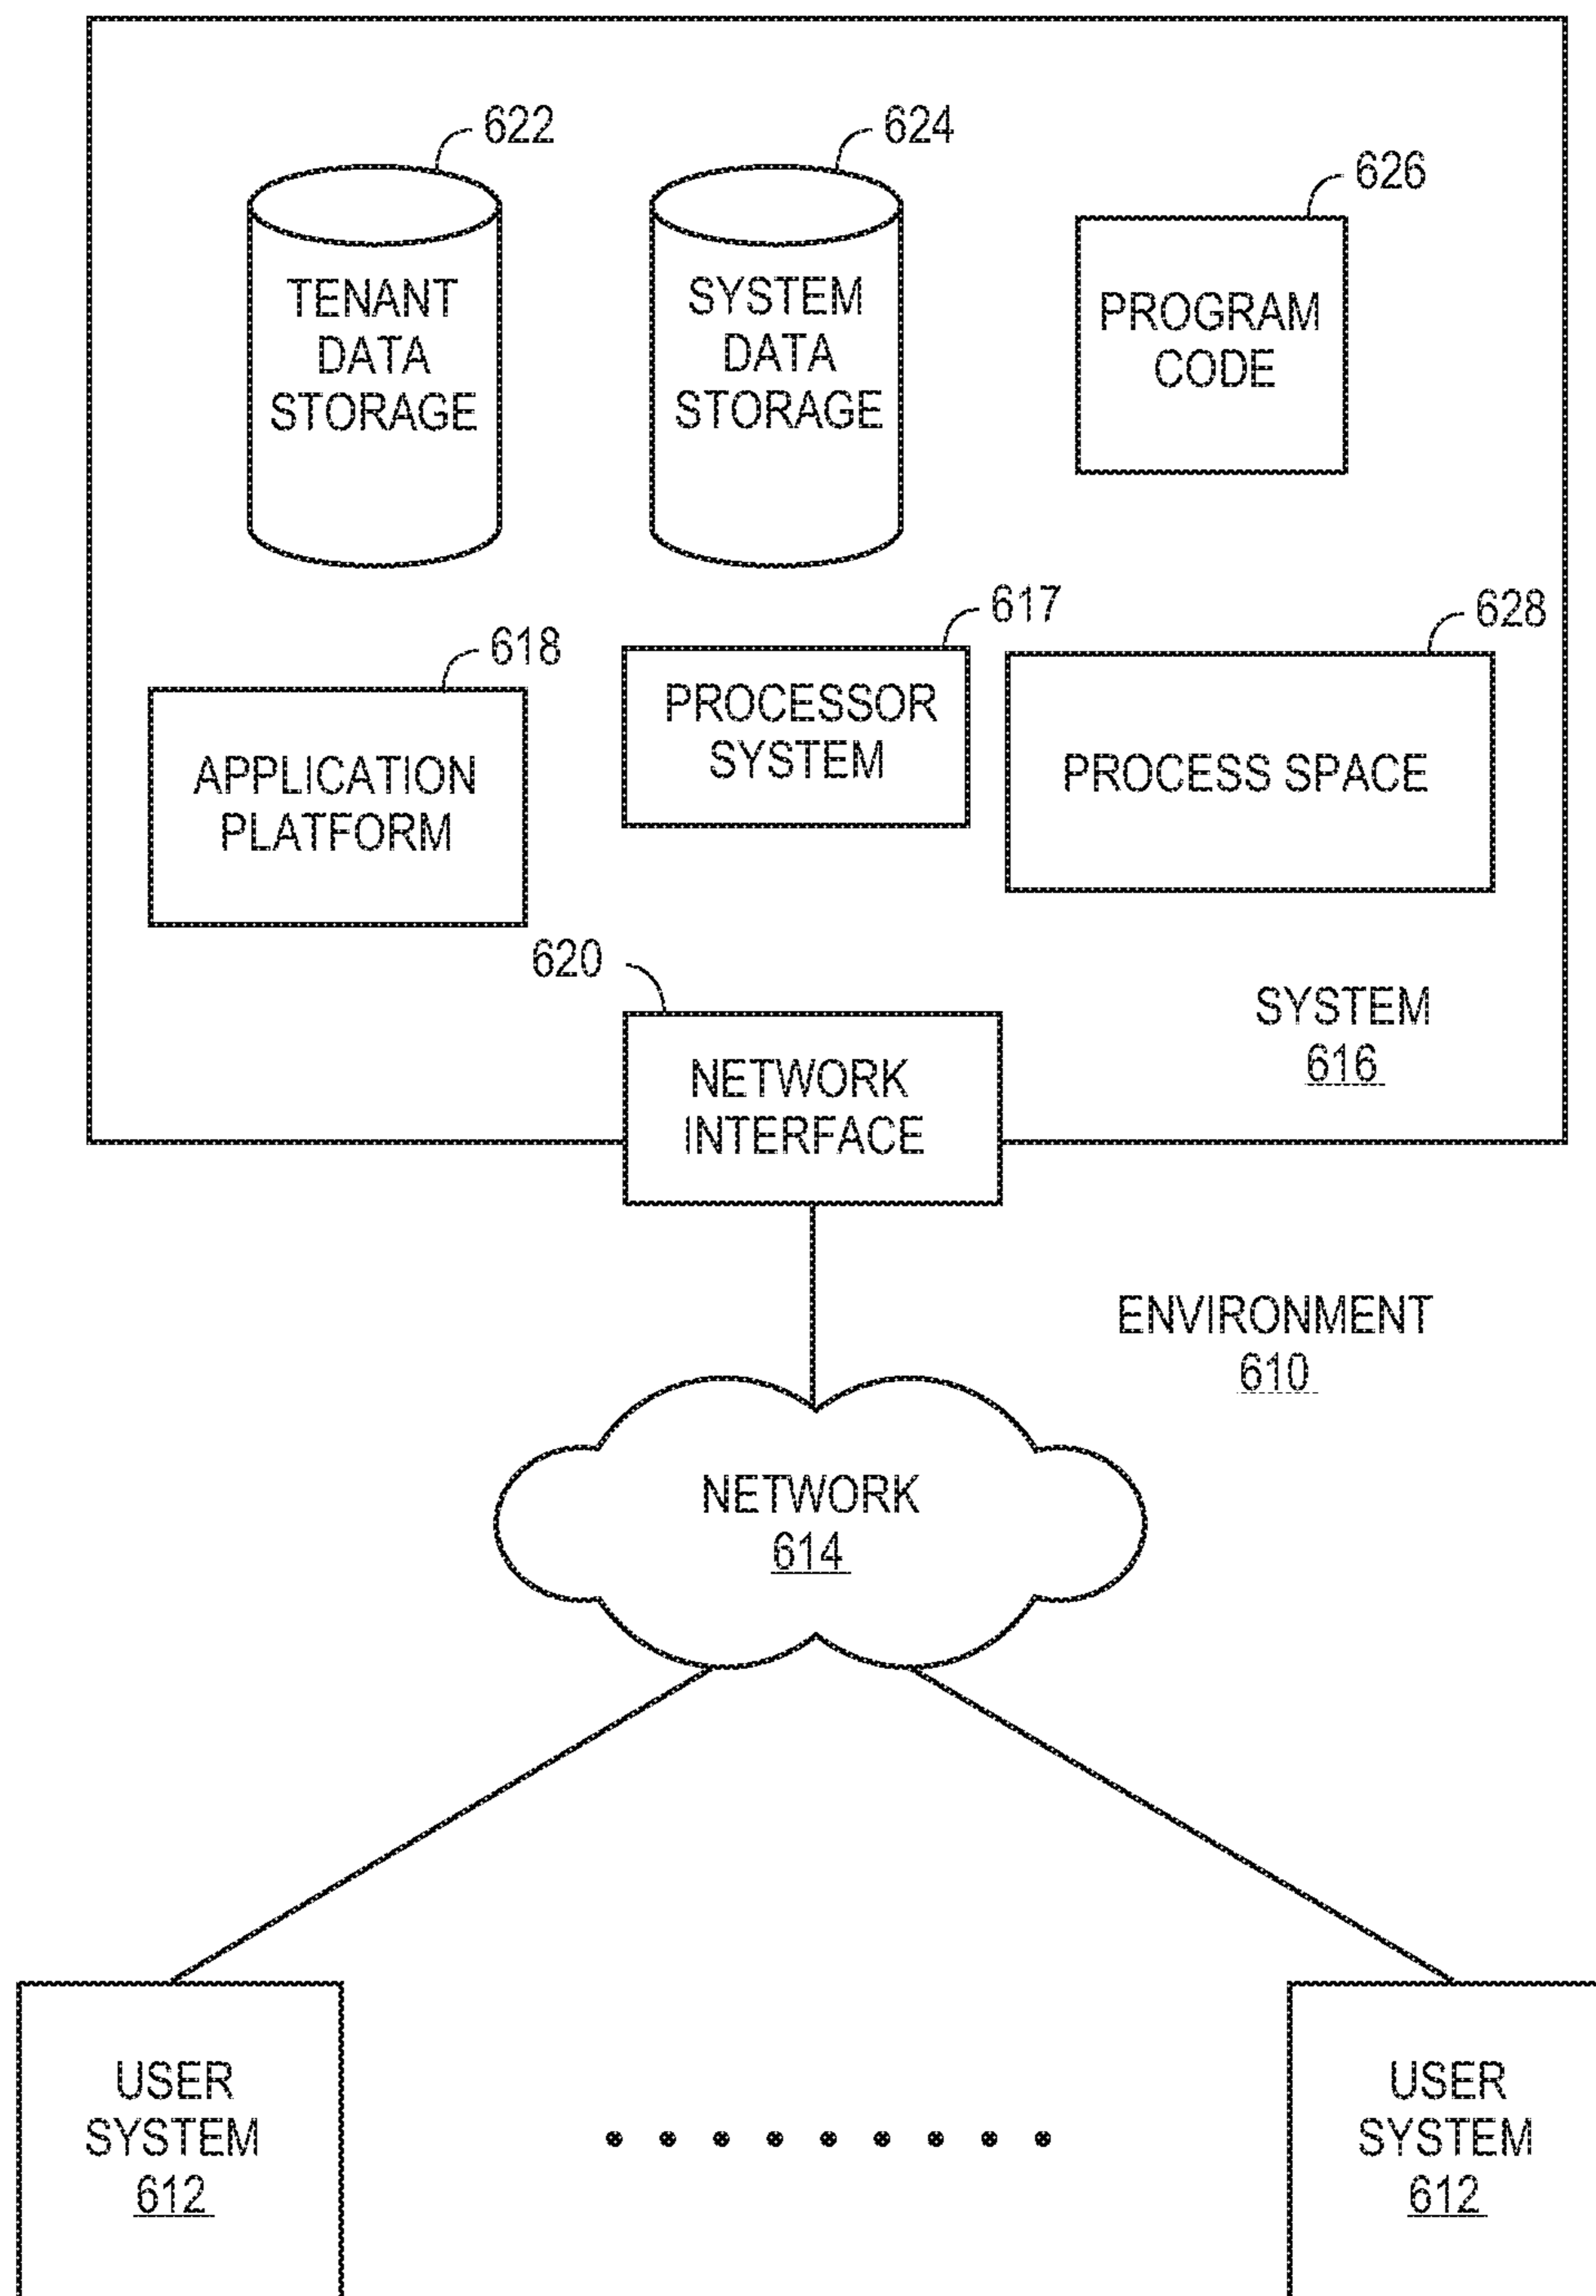 622
624
626
TENANT
DATA
STORAGE
SYSTEM
DATA
STORAGE
PROGRAM
CODE
618
617
628
APPLICATION
PLATFORM
PROCESSOR
SYSTEM
PROCESS SPACE
620
NETWORK
INTERFACE
SYSTEM
616
ENVIRONMENT
610
NETWORK
614
USER
SYSTEM
612
USER
SYSTEM
612